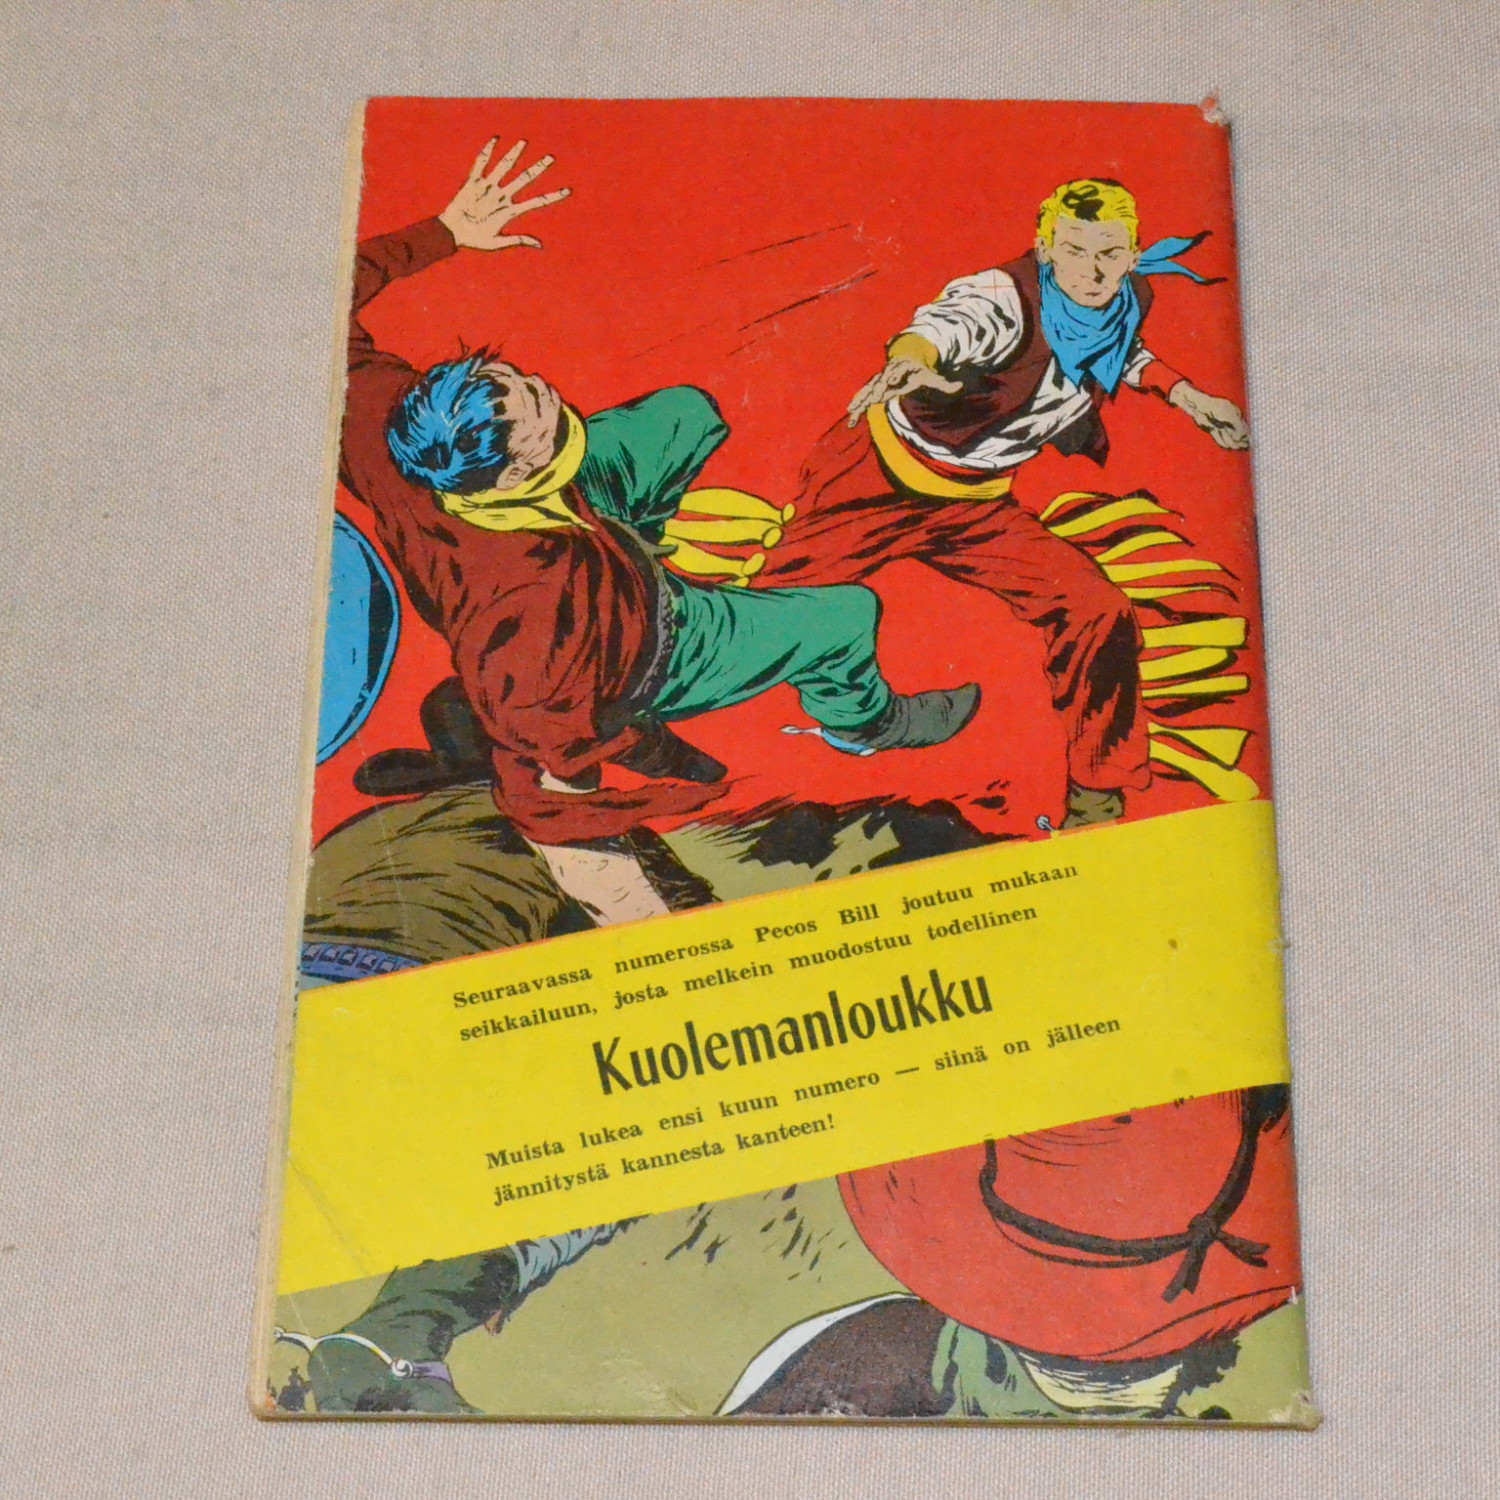 Seuraavassa numerossa Pecos Bill joutuu mukaan
seikkailuun, josta melkein muodostuu todellinen
Kuolemanloukku
Muista lukea ensi kuun numero — siinä on jälleen
jännitystä kannesta kanteen!